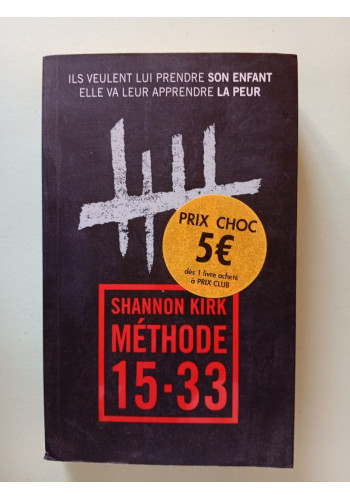 ILS VEULENT LUI PRENDRE SON ENFANT
ELLE VA LEUR APPRENDRE LA PEUR
PRIX CHOC
5€
dès 1 livre acheté
à PRIX CLUB
SHANNON KIRK
MÉTHODE
15·33